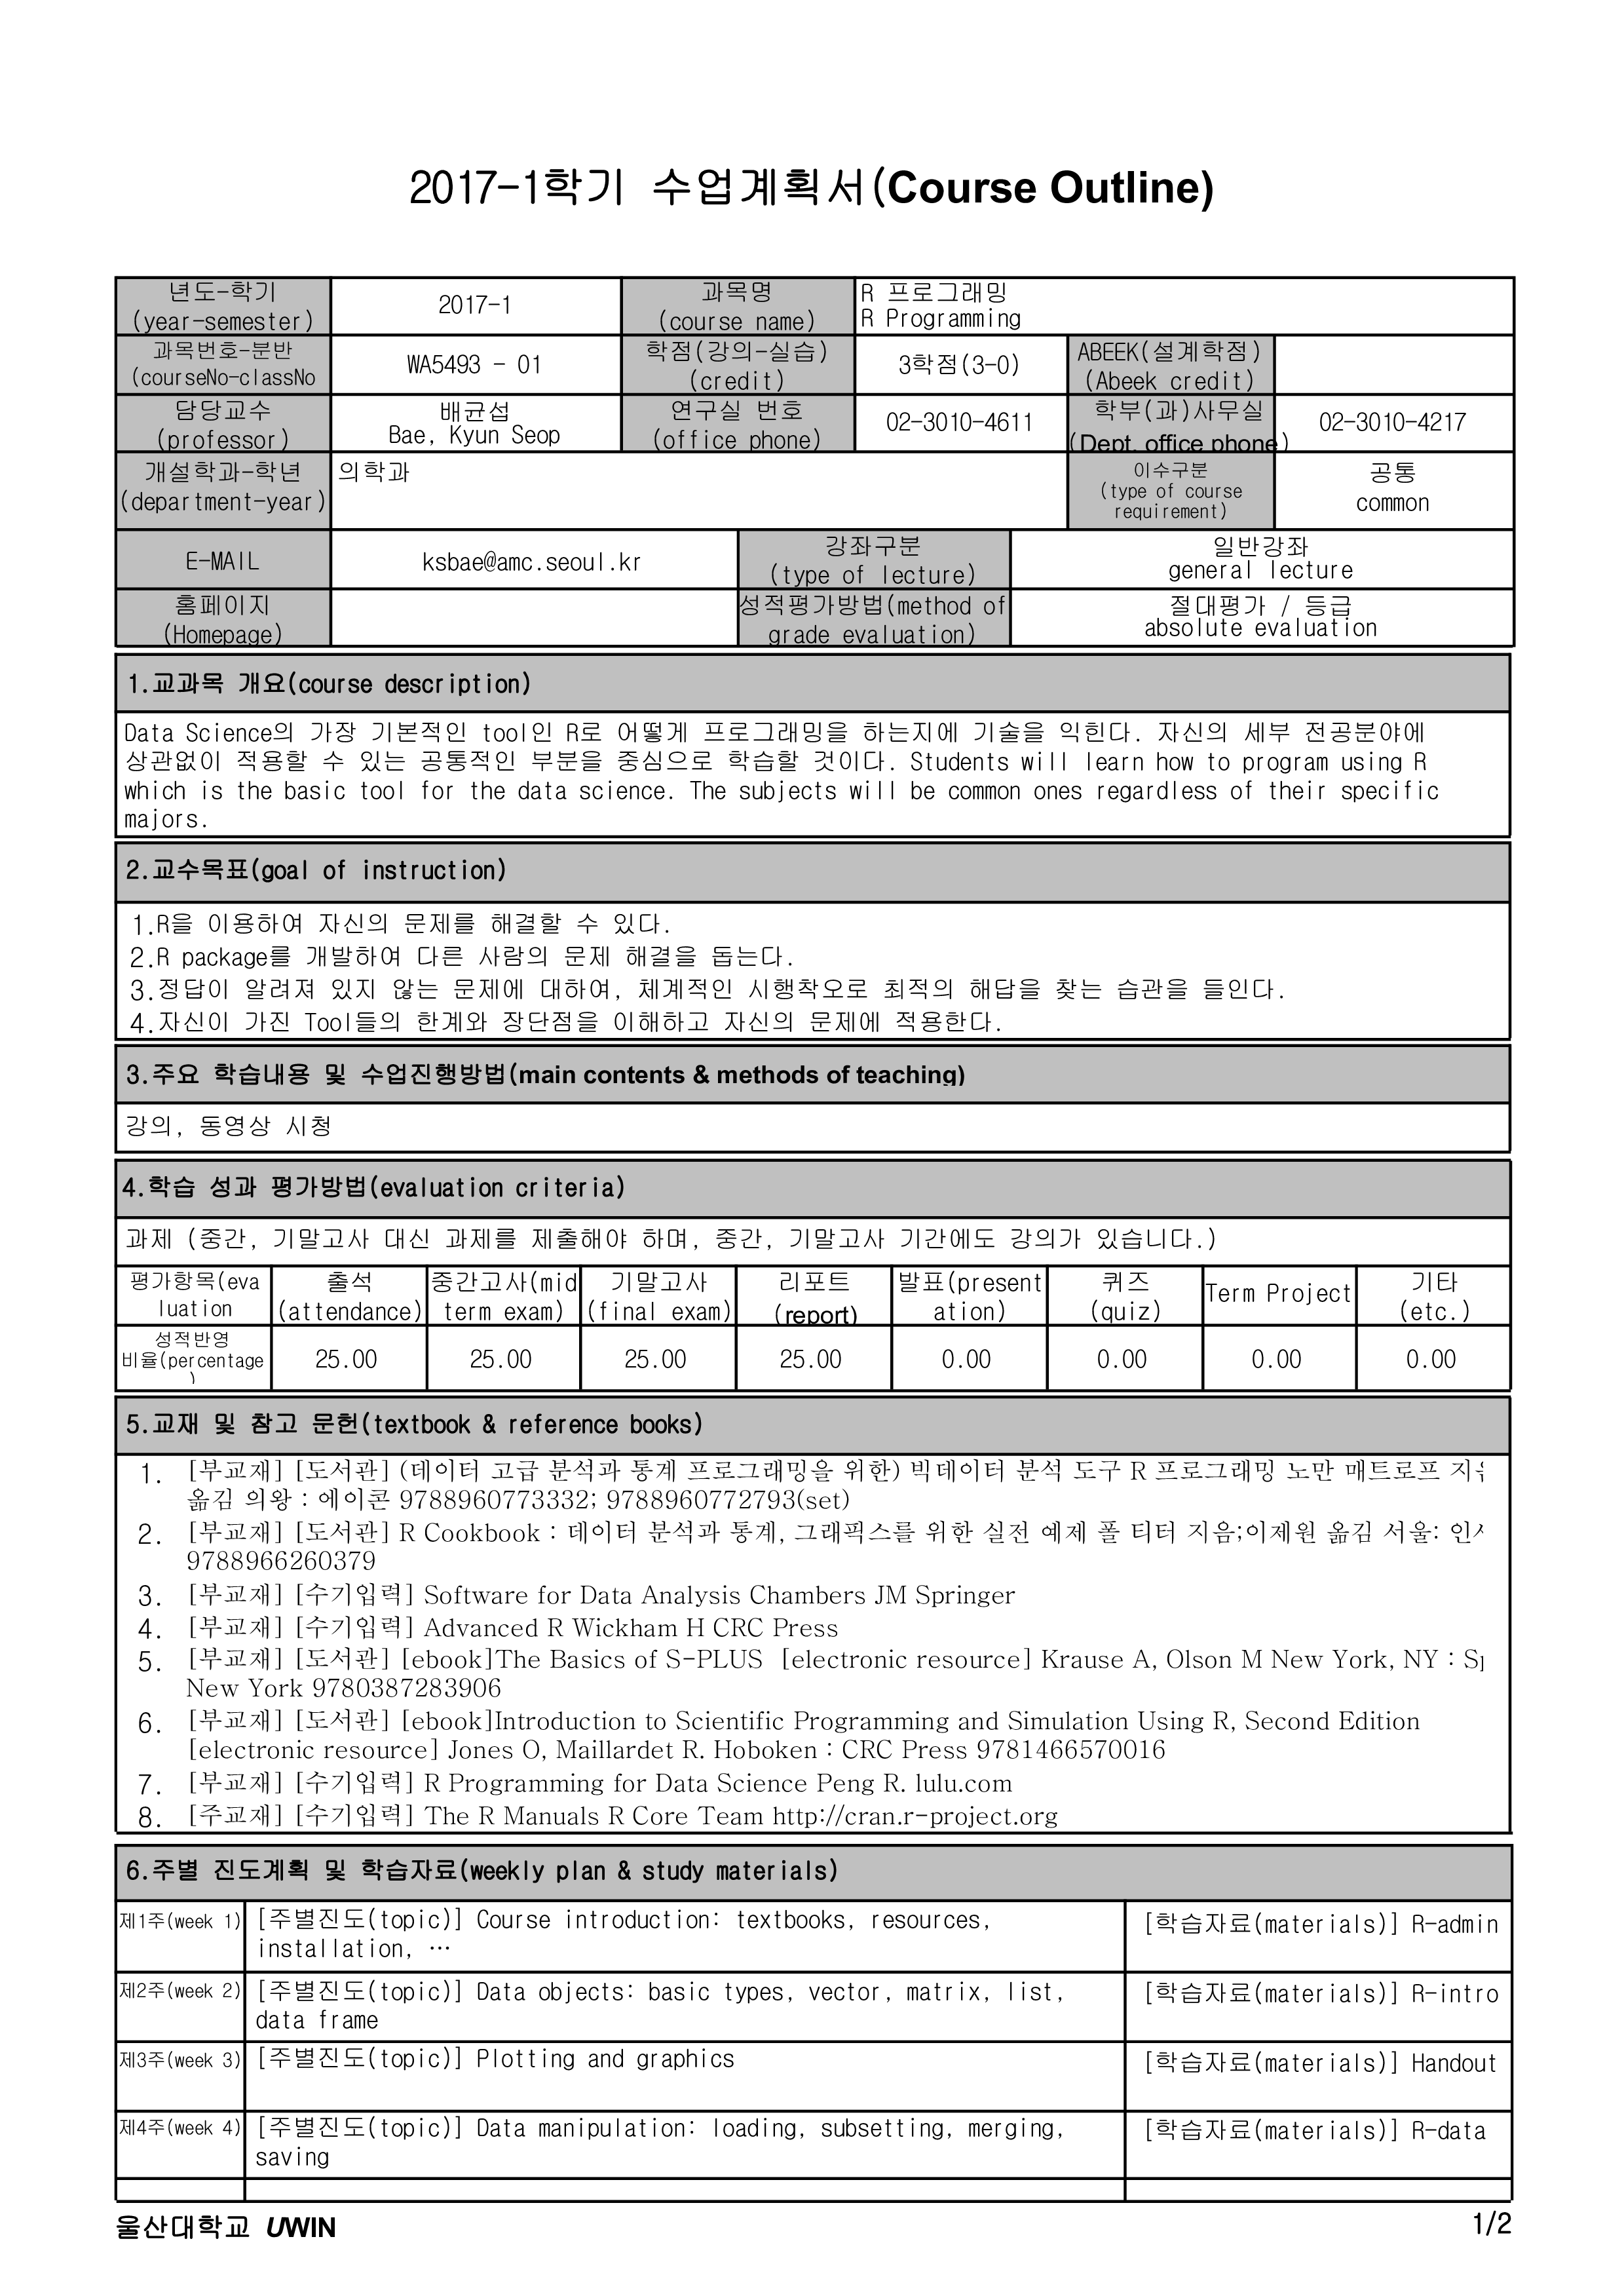 2017-1학기 수업계획서(Course Outline)
년도-학기
(year-semester)
2017-1
과목명
(course name)
R 프로그래밍
R Programming
과목번호-분반
(courseNo-classNo
WA5493 - 01
학점(강의-실습)
(credit)
3학점(3-0)
ABEEK(설계학점)
(Abeek credit)
담당교수
(professor)
배균섭
Bae, Kyun Seop
연구실 번호
(office phone)
02-3010-4611
학부(과)사무실
(Dept. office phone)
02-3010-4217
개설학과-학년
(department-year)
의학과
이수구분
(type of course
requirement)
공통
common
E-MAIL
ksbae@amc.seoul.kr
강좌구분
(type of lecture)
일반강좌
general lecture
홈페이지
(Homepage)
성적평가방법(method of
grade evaluation)
절대평가 / 등급
absolute evaluation
1.교과목 개요(course description)
Data Science의 가장 기본적인 tool인 R로 어떻게 프로그래밍을 하는지에 기술을 익힌다. 자신의 세부 전공분야에
상관없이 적용할 수 있는 공통적인 부분을 중심으로 학습할 것이다. Students will learn how to program using R
which is the basic tool for the data science. The subjects will be common ones regardless of their specific
majors.
2.교수목표(goal of instruction)
1.R을 이용하여 자신의 문제를 해결할 수 있다.
2.R package를 개발하여 다른 사람의 문제 해결을 돕는다.
3.정답이 알려져 있지 않는 문제에 대하여, 체계적인 시행착오로 최적의 해답을 찾는 습관을 들인다.
4.자신이 가진 Tool들의 한계와 장단점을 이해하고 자신의 문제에 적용한다.
3.주요 학습내용 및 수업진행방법(main contents & methods of teaching)
강의, 동영상 시청
4.학습 성과 평가방법(evaluation criteria)
과제 (중간, 기말고사 대신 과제를 제출해야 하며, 중간, 기말고사 기간에도 강의가 있습니다.)
평가항목(eva
luation
출석
(attendance)
중간고사(mid
term exam)
기말고사
(final exam)
리포트
(report)
발표(present
ation)
퀴즈
(quiz)
Term Project
기타
(etc.)
성적반영
비율(percentage
)
25.00 25.00 25.00 25.00 0.00 0.00 0.00 0.00
5.교재 및 참고 문헌(textbook & reference books)
1. [부교재] [도서관] (데이터 고급 분석과 통계 프로그래밍을 위한) 빅데이터 분석 도구 R 프로그래밍 노만 매트로프
옮김 의왕 : 에이콘 9788960773332; 9788960772793(set)
2. [부교재] [도서관] R Cookbook : 데이터 분석과 통계, 그래픽스를 위한 실전 예제 폴 티터 지음;이제원 옮김 서울:
9788966260379
3. [부교재] [수기입력] Software for Data Analysis Chambers JM Springer
4. [부교재] [수기입력] Advanced R Wickham H CRC Press
5. [부교재] [도서관] [ebook]The Basics of S-PLUS [electronic resource] Krause A, Olson M New York, NY :
New York 9780387283906
6. [부교재] [도서관] [ebook]Introduction to Scientific Programming and Simulation Using R, Second Edition
[electronic resource] Jones O, Maillardet R. Hoboken : CRC Press 9781466570016
7. [부교재] [수기입력] R Programming for Data Science Peng R. lulu.com
8. [주교재] [수기입력] The R Manuals R Core Team http://cran.r-project.org
6.주별 진도계획 및 학습자료(weekly plan & study materials)
제1주(week 1)
[주별진도(topic)] Course introduction: textbooks, resources,
installation, …
[학습자료(materials)] R-admin
제2주(week 2)
[주별진도(topic)] Data objects: basic types, vector, matrix, list,
data frame
[학습자료(materials)] R-intro
제3주(week 3)
[주별진도(topic)] Plotting and graphics
[학습자료(materials)] Handout
제4주(week 4)
[주별진도(topic)] Data manipulation: loading, subsetting, merging,
saving
[학습자료(materials)] R-data
울산대학교 UWIN
1/2